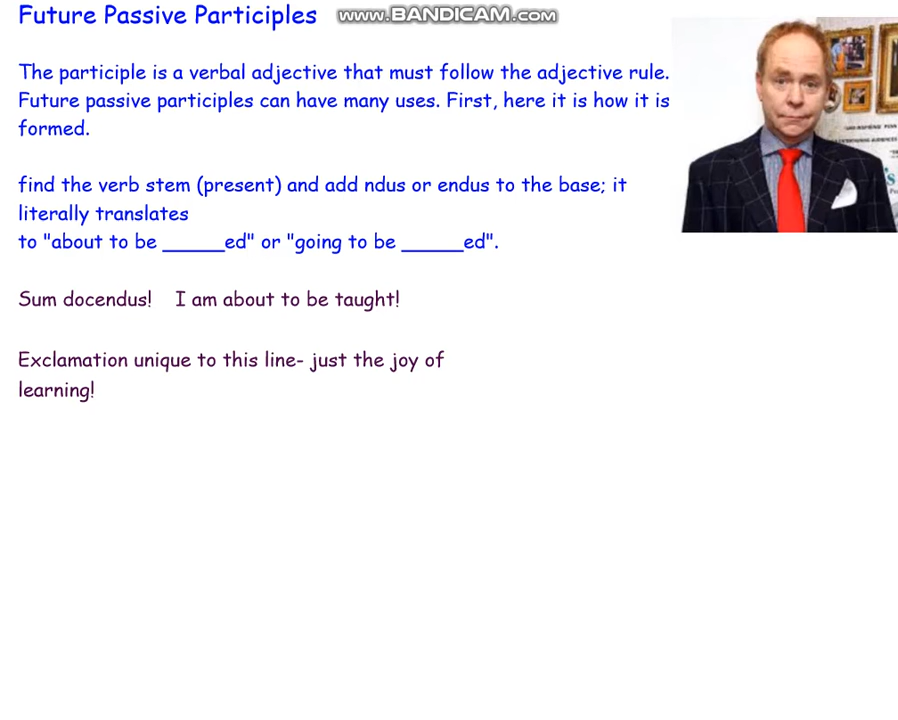 Future Passive Participles www.BANDICAM.com
The participle is a verbal adjective that must follow the adjective rule.
Future passive participles can have many uses. First, here it is how it is
formed.
find the verb stem (present) and add ndus or endus to the base; it
literally translates
to "about to be _____ed" or "going to be _____ed".
Sum docendus! I am about to be taught!
Exclamation unique to this line- just the joy of
learning!